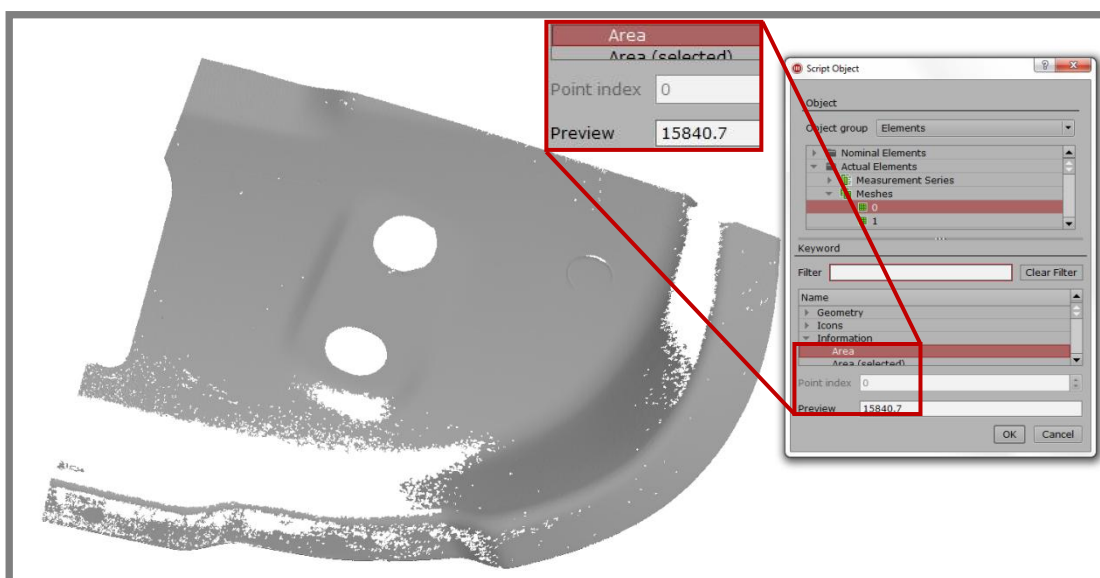 Area
Area (selected)
Point index 0
Preview 15840.7
Script Object
Object
Object group Elements
Nominal Elements
Actual Elements
Measurement Series
Meshes
0
1
Keyword
Filter Clear Filter
Name
Geometry
Icons
Information
Area
Area (selected)
Point index 0
Preview 15840.7
OK Cancel